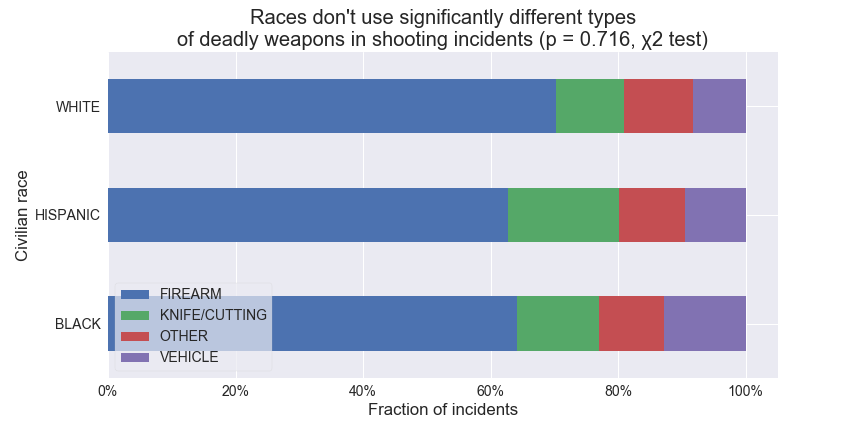 Races don't use significantly different types
of deadly weapons in shooting incidents (p = 0.716, χ2 test)
WHITE
HISPANIC
BLACK
Civilian race
FIREARM
KNIFE/CUTTING
OTHER
VEHICLE
0% 20% 40% 60% 80% 100%
Fraction of incidents